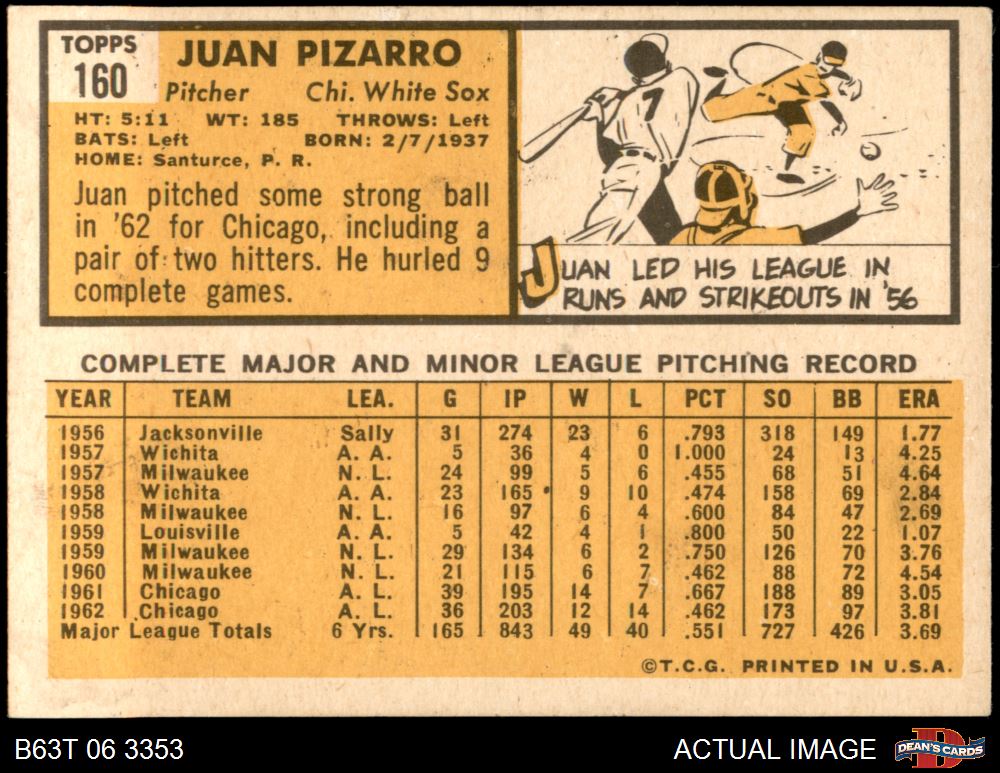 TOPPS
160
JUAN PIZARRO
Pitcher Chi. White Sox
HT: 5:11 WT: 185 THROWS: Left
BATS: Left BORN: 2/7/1937
HOME: Santurce, P. R.
Juan pitched some strong ball
in '62 for Chicago, including a
pair of two hitters. He hurled 9
complete games.
7
JUAN LED HIS LEAGUE IN
RUNS AND STRIKEOUTS IN '56
COMPLETE MAJOR AND MINOR LEAGUE PITCHING RECORD
YEAR TEAM LEA. G IP W L PCT SO BB ERA
1956 Jacksonville Sally 31 274 23 6 .793 318 149 1.77
1957 Wichita A. A. 5 36 4 0 1.000 24 13 4.25
1957 Milwaukee N. L. 24 99 5 6 .455 68 51 4.64
1958 Wichita A. A. 23 165 9 10 .474 158 69 2.84
1958 Milwaukee N. L. 16 97 6 4 .600 84 47 2.69
1959 Louisville A. A. 5 42 4 1 .800 50 22 1.07
1959 Milwaukee N. L. 29 134 6 2 .750 126 70 3.76
1960 Milwaukee N. L. 21 115 6 7 .462 88 72 4.54
1961 Chicago A. L. 39 195 14 7 .667 188 89 3.05
1962 Chicago A. L. 36 203 12 14 .462 173 97 3.81
Major League Totals 6 Yrs. 165 843 49 40 .551 727 426 3.69
©T.C.G. PRINTED IN U.S.A.
B63T 06 3353 ACTUAL IMAGE DEAN'S CARDS